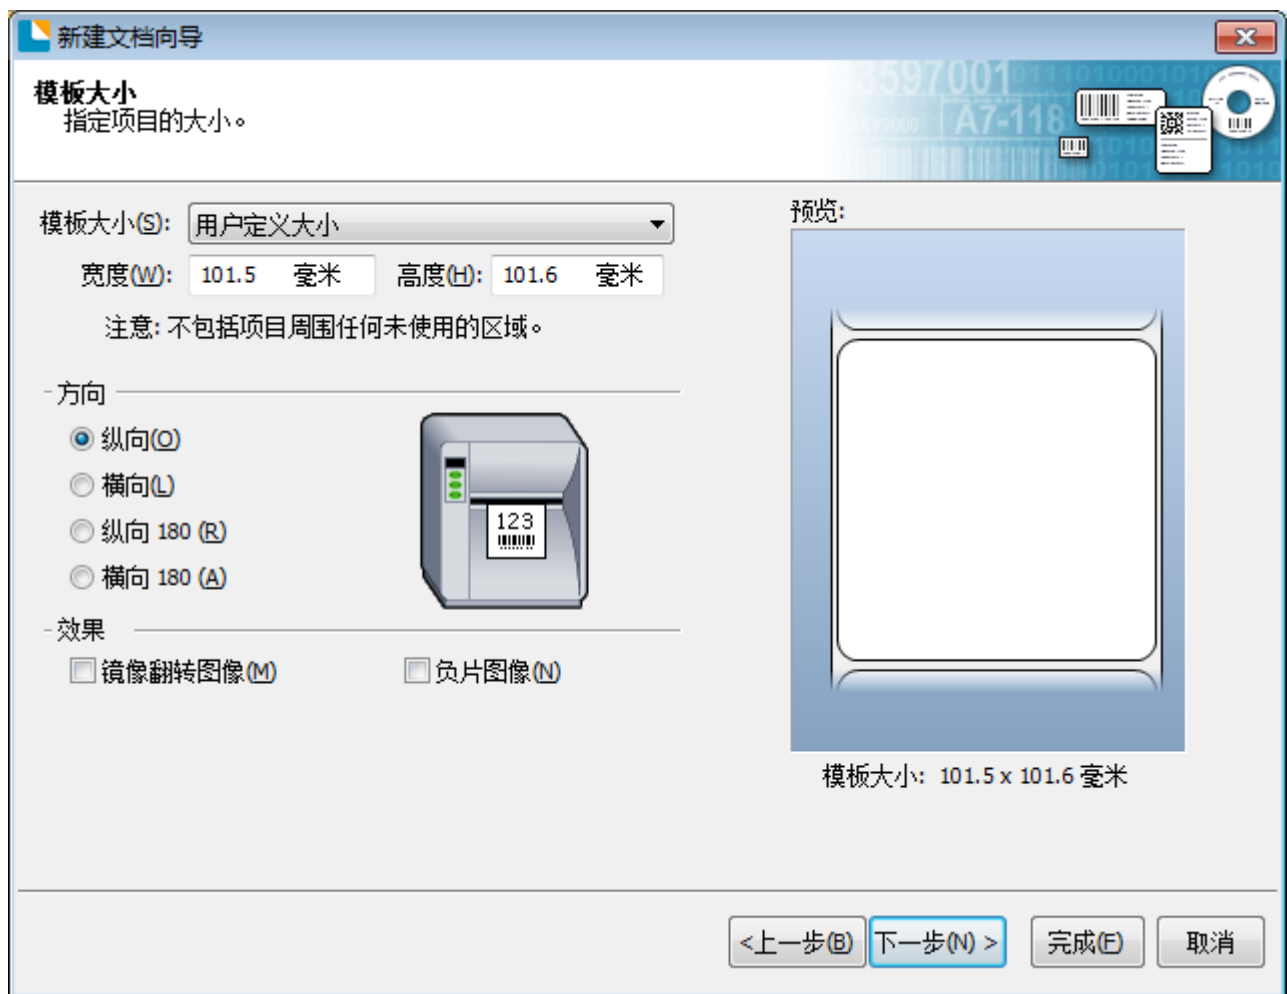 新建文档向导
模板大小
指定项目的大小。
43597001011101000101
MAY2000 A7-118
模板大小(S): 用户定义大小
宽度(W): 101.5 毫米 高度(H): 101.6 毫米
注意: 不包括项目周围任何未使用的区域。
预览:
方向
纵向(O)
横向(L)
纵向 180 (R)
横向 180 (A)
123
效果
镜像翻转图像(M) 负片图像(N)
模板大小: 101.5 x 101.6 毫米
<上一步(B) 下一步(N) > 完成(F) 取消